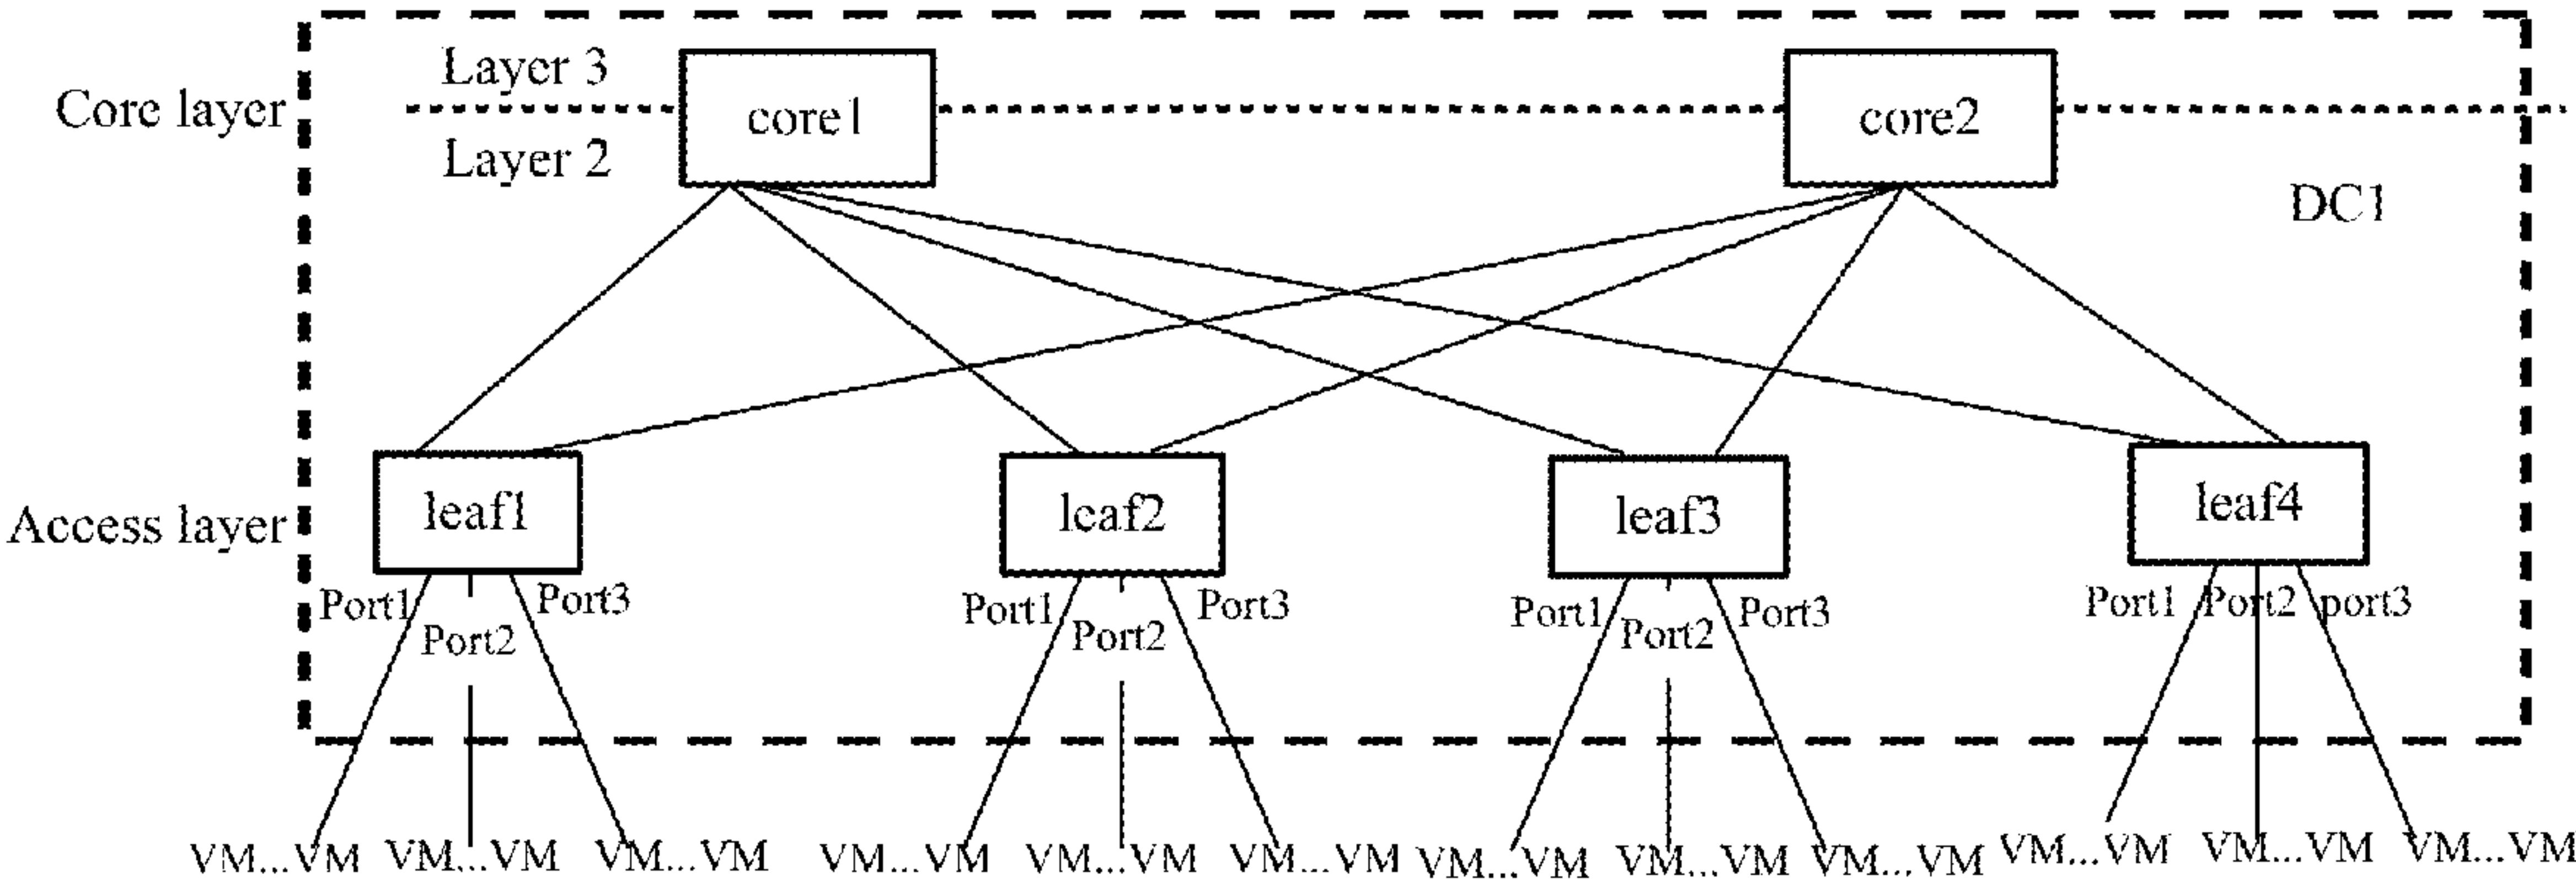 Core layer
Layer 3
Layer 2
core1
core2
DC1
Access layer
leaf1
leaf2
leaf3
leaf4
Port1
Port2
Port3
Port1
Port2
Port3
Port1
Port2
Port3
Port1
Port2
port3
VM...VM
VM...VM
VM...VM
VM...VM
VM...VM
VM...VM
VM...VM
VM...VM
VM...VM
VM...VM
VM...VM
VM...VM